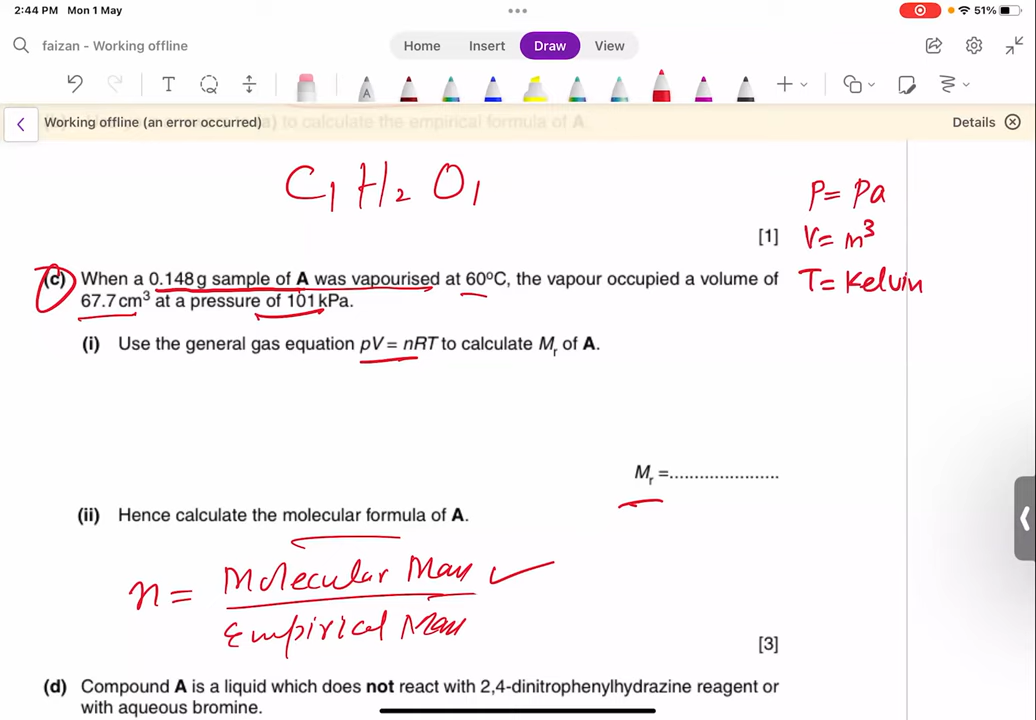 2:44 PM Mon 1 May
51%
faizan - Working offline
Home Insert Draw View
Working offline (an error occurred)
Details
) to calculate the empirical formula of A.
C1 H2 O1
[1]
P= Pa
V= m³
T= Kelvin
(c) When a 0.148 g sample of A was vapourised at 60°C, the vapour occupied a volume of
67.7 cm³ at a pressure of 101 kPa.
(i) Use the general gas equation pV = nRT to calculate Mr of A.
Mr =......................
(ii) Hence calculate the molecular formula of A.
n = Molecular Mass
Empirical Mass
[3]
(d) Compound A is a liquid which does not react with 2,4-dinitrophenylhydrazine reagent or
with aqueous bromine.